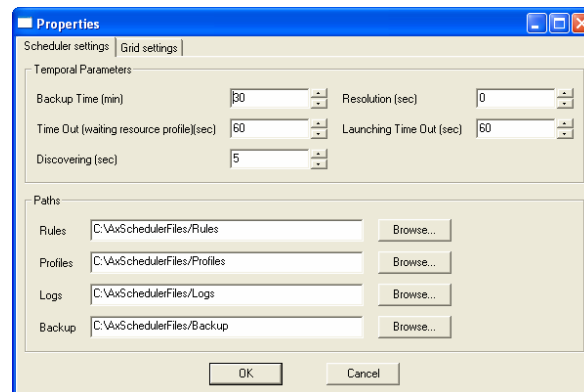 Properties
Scheduler settings Grid settings
Temporal Parameters
Backup Time (min) 30 Resolution (sec) 0
Time Out (waiting resource profile)(sec) 60 Launching Time Out (sec) 60
Discovering (sec) 5
Paths
Rules C:\AxSchedulerFiles/Rules Browse...
Profiles C:\AxSchedulerFiles/Profiles Browse...
Logs C:\AxSchedulerFiles/Logs Browse...
Backup C:\AxSchedulerFiles/Backup Browse...
OK Cancel